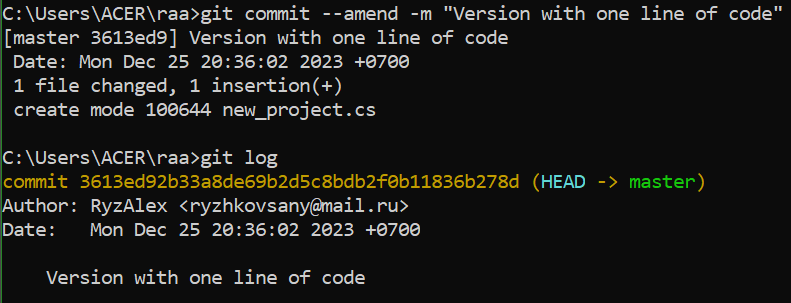 C:\Users\ACER\raa>git commit --amend -m "Version with one line of code"
[master 3613ed9] Version with one line of code
 Date: Mon Dec 25 20:36:02 2023 +0700
 1 file changed, 1 insertion(+)
 create mode 100644 new_project.cs
C:\Users\ACER\raa>git log
commit 3613ed92b33a8de69b2d5c8bdb2f0b11836b278d (HEAD -> master)
Author: RyzAlex <ryzhkovsany@mail.ru>
Date:   Mon Dec 25 20:36:02 2023 +0700
    Version with one line of code